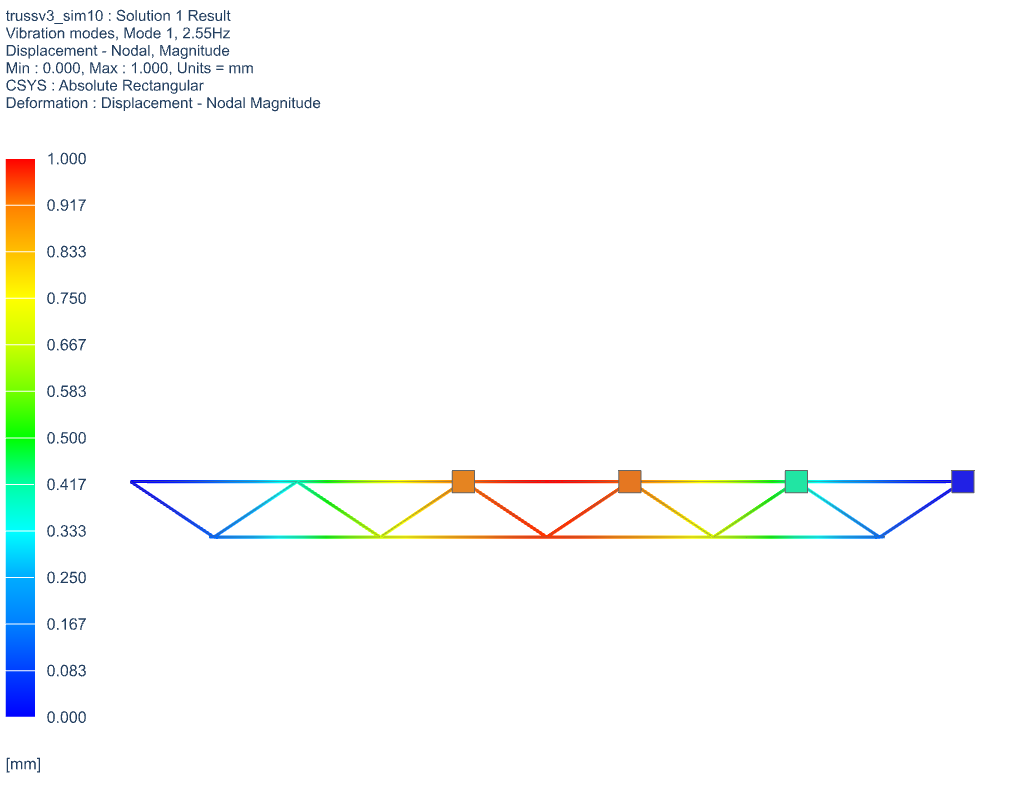 trussv3_sim10 : Solution 1 Result
Vibration modes, Mode 1, 2.55Hz
Displacement - Nodal, Magnitude
Min : 0.000, Max : 1.000, Units = mm
CSYS : Absolute Rectangular
Deformation : Displacement - Nodal Magnitude
1.000
0.917
0.833
0.750
0.667
0.583
0.500
0.417
0.333
0.250
0.167
0.083
0.000
[mm]